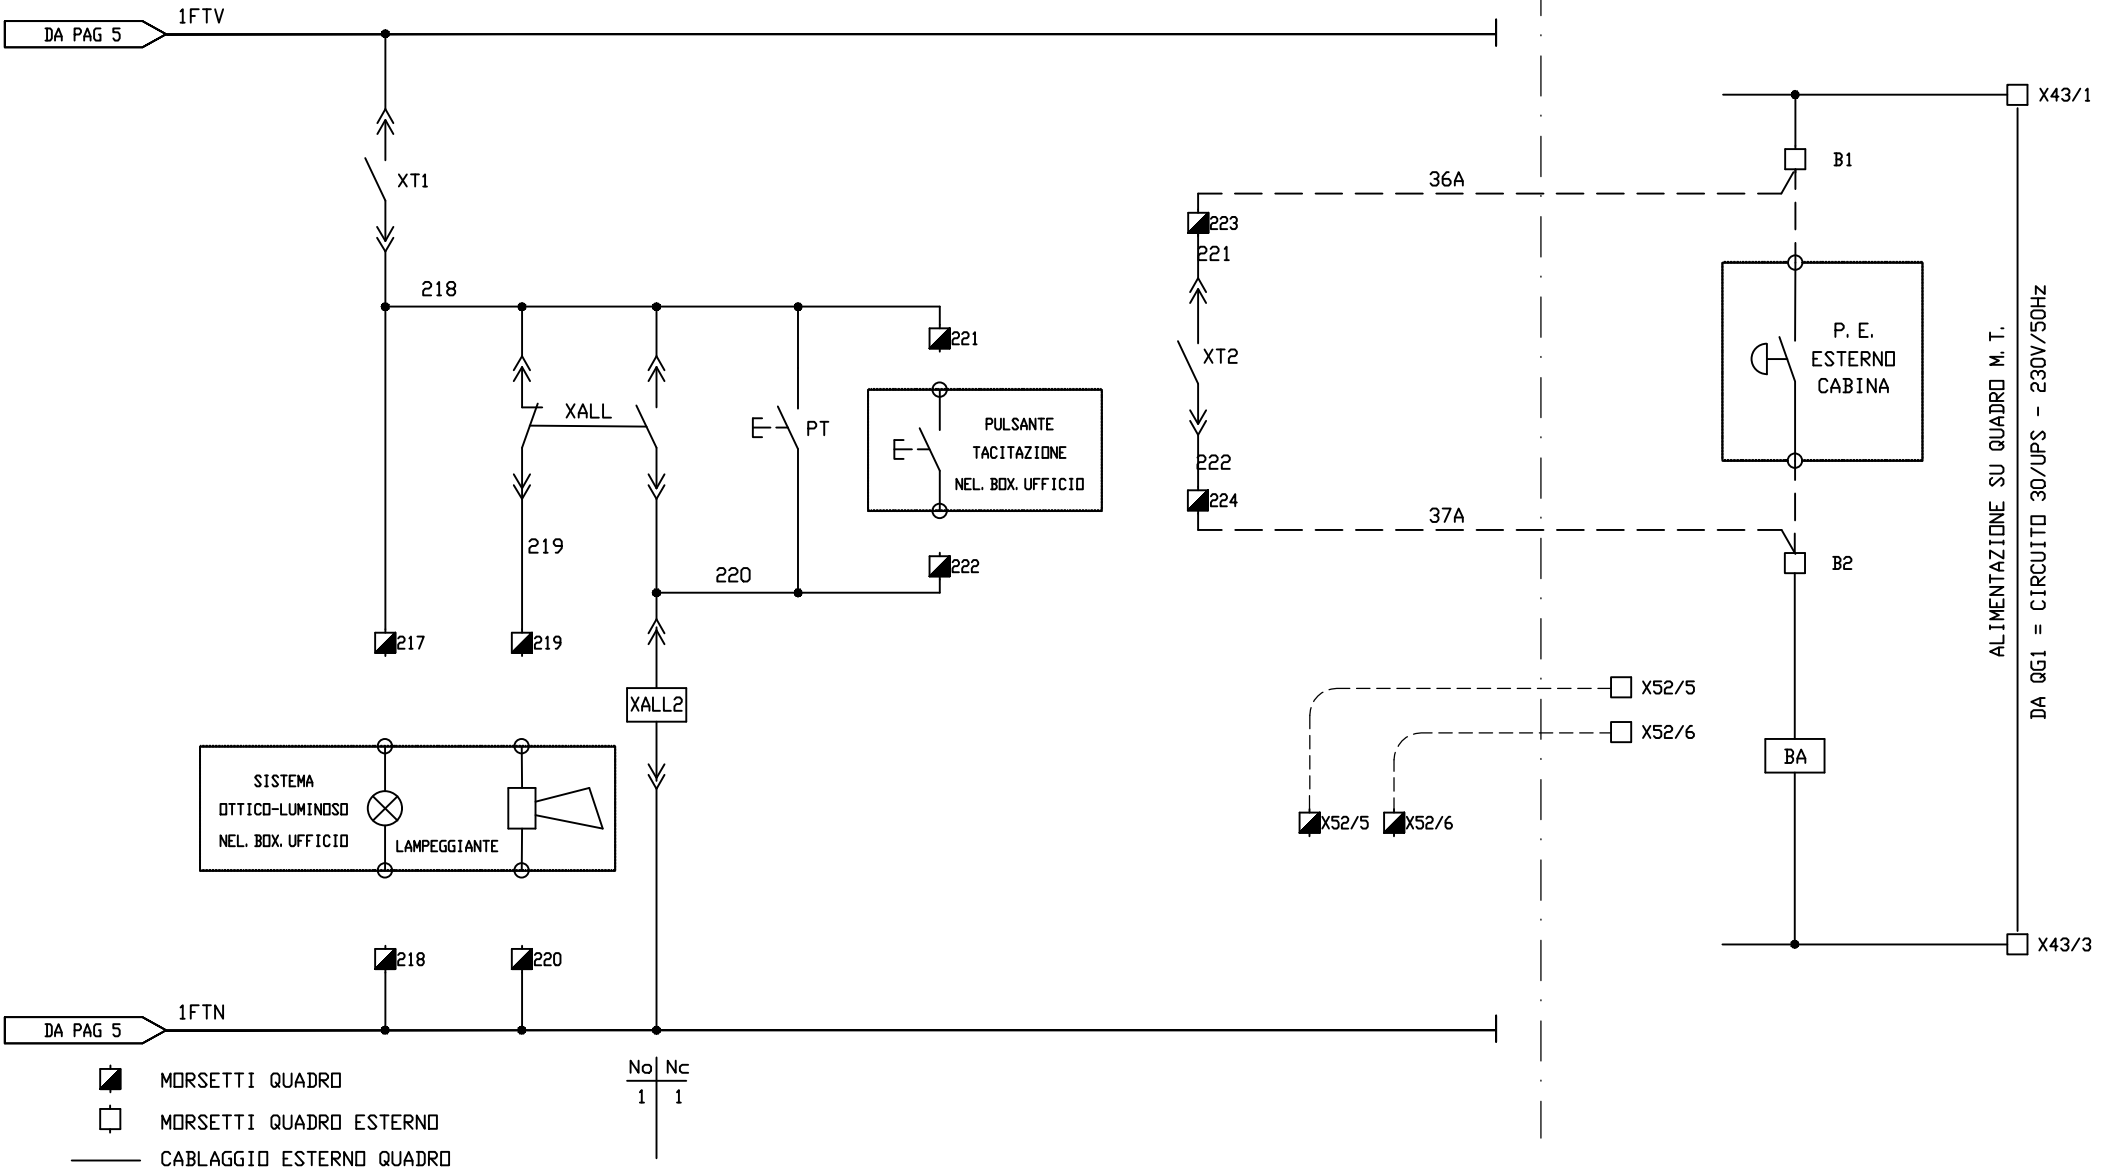 1FTV
DA PAG 5
X43/1
B1
XT1
36A
223
221
218
221
XT2
P. E.
ESTERNO
CABINA
XALL
PT
PULSANTE
TACITAZIONE
NEL. BOX. UFFICIO
222
224
37A
219
220
222
B2
217
219
ALIMENTAZIONE SU QUADRO M. T.
DA QG1 = CIRCUITO 30/UPS - 230V/50Hz
XALL2
X52/5
X52/6
BA
SISTEMA
OTTICO-LUMINOSO
NEL. BOX. UFFICIO
LAMPEGGIANTE
X52/5
X52/6
X43/3
218
220
1FTN
DA PAG 5
No
Nc
1
1
MORSETTI QUADRO
MORSETTI QUADRO ESTERNO
CABLAGGIO ESTERNO QUADRO